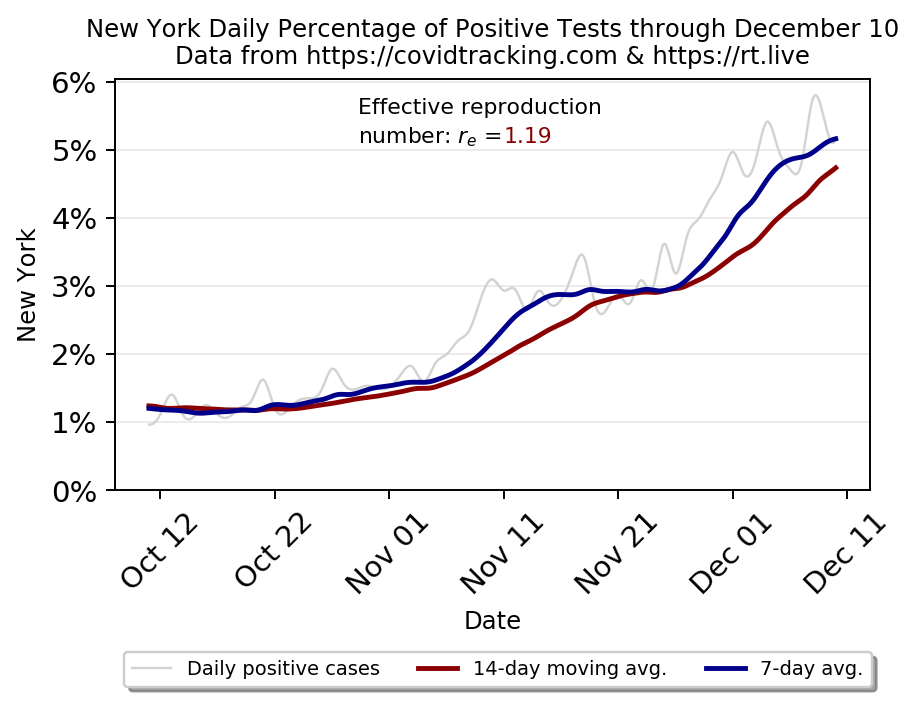 New York Daily Percentage of Positive Tests through December 10
Data from https://covidtracking.com & https://rt.live
Effective reproduction
number: rₑ =1.19
6%
5%
4%
3%
2%
1%
0%
New York
Oct 12
Oct 22
Nov 01
Nov 11
Nov 21
Dec 01
Dec 11
Date
Daily positive cases
14-day moving avg.
7-day avg.